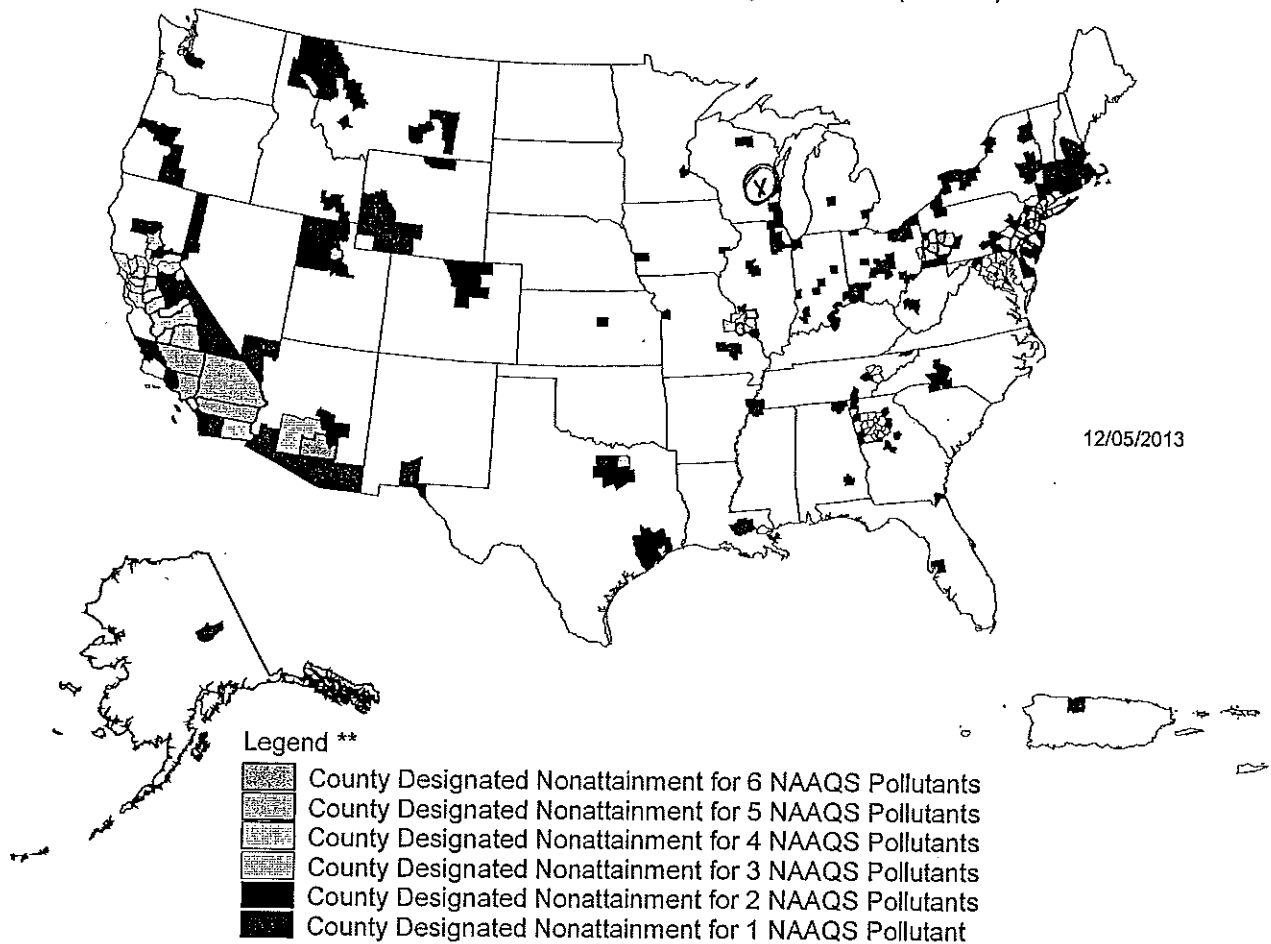 X
12/05/2013
Legend **
County Designated Nonattainment for 6 NAAQS Pollutants
County Designated Nonattainment for 5 NAAQS Pollutants
County Designated Nonattainment for 4 NAAQS Pollutants
County Designated Nonattainment for 3 NAAQS Pollutants
County Designated Nonattainment for 2 NAAQS Pollutants
County Designated Nonattainment for 1 NAAQS Pollutant